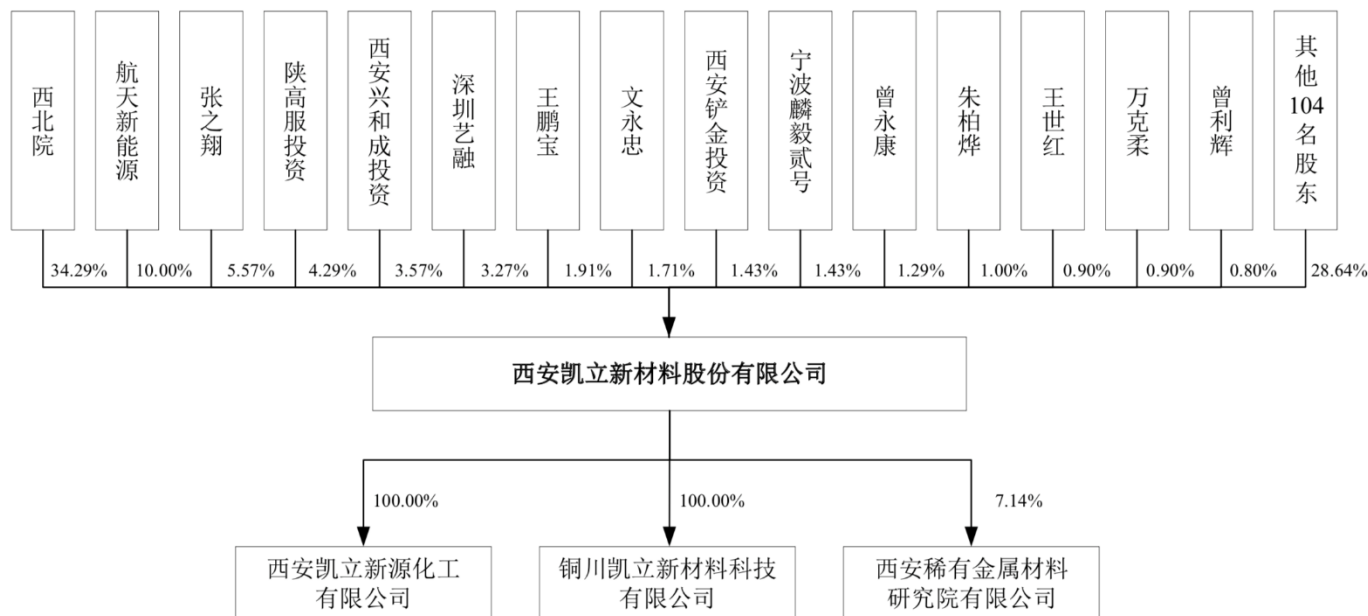 西北院
航天新能源
张之翔
陕高服投资
西安兴和成投资
深圳艺融
王鹏宝
文永忠
西安铲金投资
宁波麟毅贰号
曾永康
朱柏烨
王世红
万克柔
曾利辉
其他104名股东
34.29%
10.00%
5.57%
4.29%
3.57%
3.27%
1.91%
1.71%
1.43%
1.43%
1.29%
1.00%
0.90%
0.90%
0.80%
28.64%
西安凯立新材料股份有限公司
100.00%
100.00%
7.14%
西安凯立新源化工
有限公司
铜川凯立新材料科技
有限公司
西安稀有金属材料
研究院有限公司